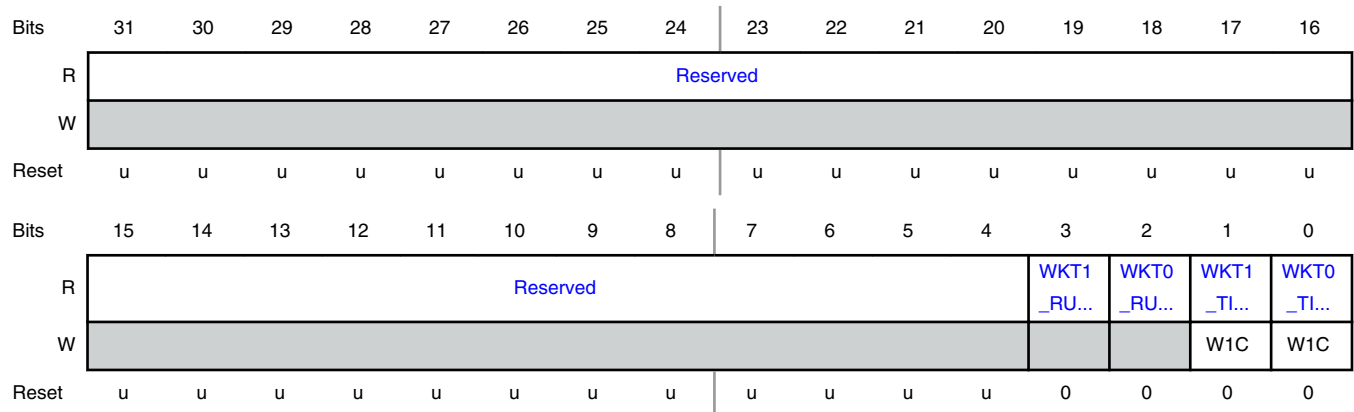 Bits 31 30 29 28 27 26 25 24 23 22 21 20 19 18 17 16
R Reserved
W
Reset u u u u u u u u u u u u u u u u
Bits 15 14 13 12 11 10 9 8 7 6 5 4 3 2 1 0
R Reserved WKT1 _RU... WKT0 _RU... WKT1 _TI... WKT0 _TI...
W W1C W1C
Reset u u u u u u u u u u u u 0 0 0 0